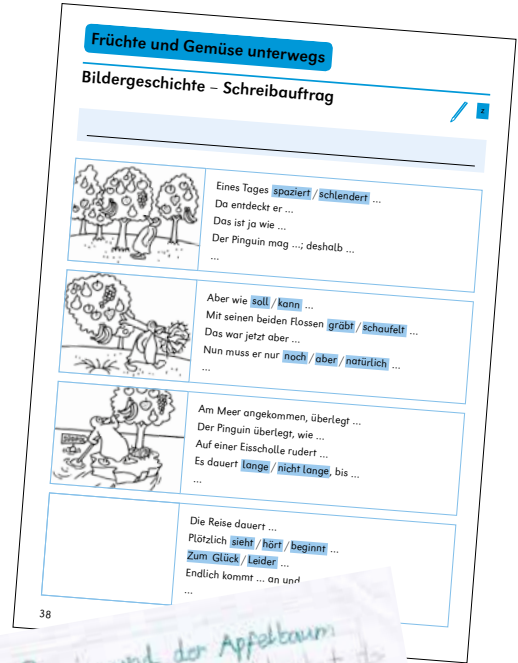 Früchte und Gemüse unterwegs
Bildergeschichte – Schreibauftrag
Eines Tages spaziert / schlendert ...
Da entdeckt er ...
Das ist ja wie ...
Der Pinguin mag ...; deshalb ...
...
Aber wie soll / kann ...
Mit seinen beiden Flossen gräbt / schaufelt ...
Das war jetzt aber ...
Nun muss er nur noch / aber / natürlich ...
...
Am Meer angekommen, überlegt ...
Der Pinguin überlegt, wie ...
Auf einer Eisscholle rudert ...
Es dauert lange / nicht lange, bis ...
...
Die Reise dauert ...
Plötzlich sieht / hört / beginnt ...
Zum Glück / Leider ...
Endlich kommt ... an und
...
38
und der Apfelbaum